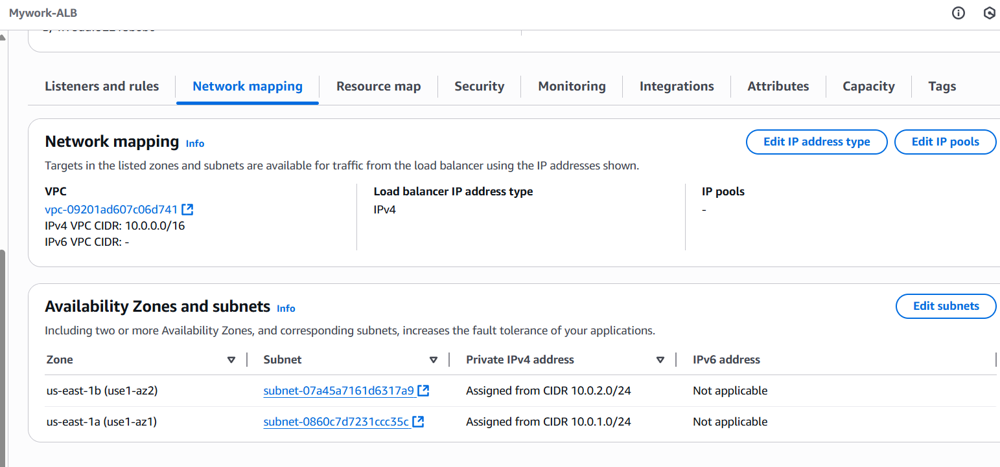 Mywork-ALB
Listeners and rules Network mapping Resource map Security Monitoring Integrations Attributes Capacity Tags
Network mapping Info Edit IP address type Edit IP pools
Targets in the listed zones and subnets are available for traffic from the load balancer using the IP addresses shown.
VPC Load balancer IP address type IP pools
vpc-09201ad607c06d741 IPv4 -
IPv4 VPC CIDR: 10.0.0.0/16
IPv6 VPC CIDR: -
Availability Zones and subnets Info Edit subnets
Including two or more Availability Zones, and corresponding subnets, increases the fault tolerance of your applications.
Zone Subnet Private IPv4 address IPv6 address
us-east-1b (use1-az2) subnet-07a45a7161d6317a9 Assigned from CIDR 10.0.2.0/24 Not applicable
us-east-1a (use1-az1) subnet-0860c7d7231ccc35c Assigned from CIDR 10.0.1.0/24 Not applicable